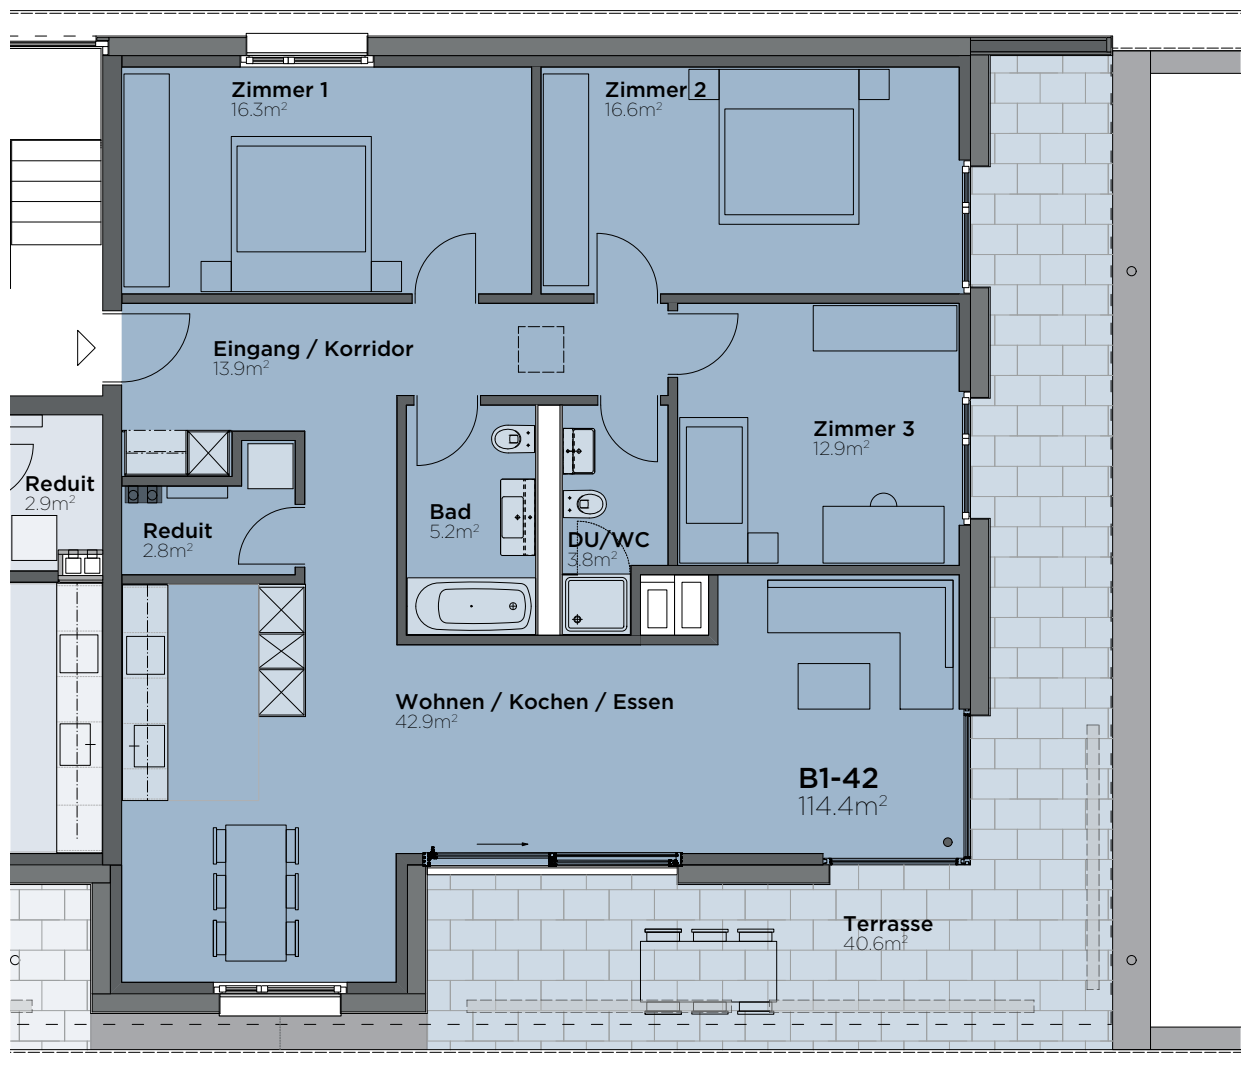 Zimmer 1
16.3m²
Zimmer 2
16.6m²
Eingang / Korridor
13.9m²
Zimmer 3
12.9m²
Reduit
2.9m²
Reduit
2.8m²
Bad
5.2m²
DU/WC
3.8m²
Wohnen / Kochen / Essen
42.9m²
B1-42
114.4m²
Terrasse
40.6m²